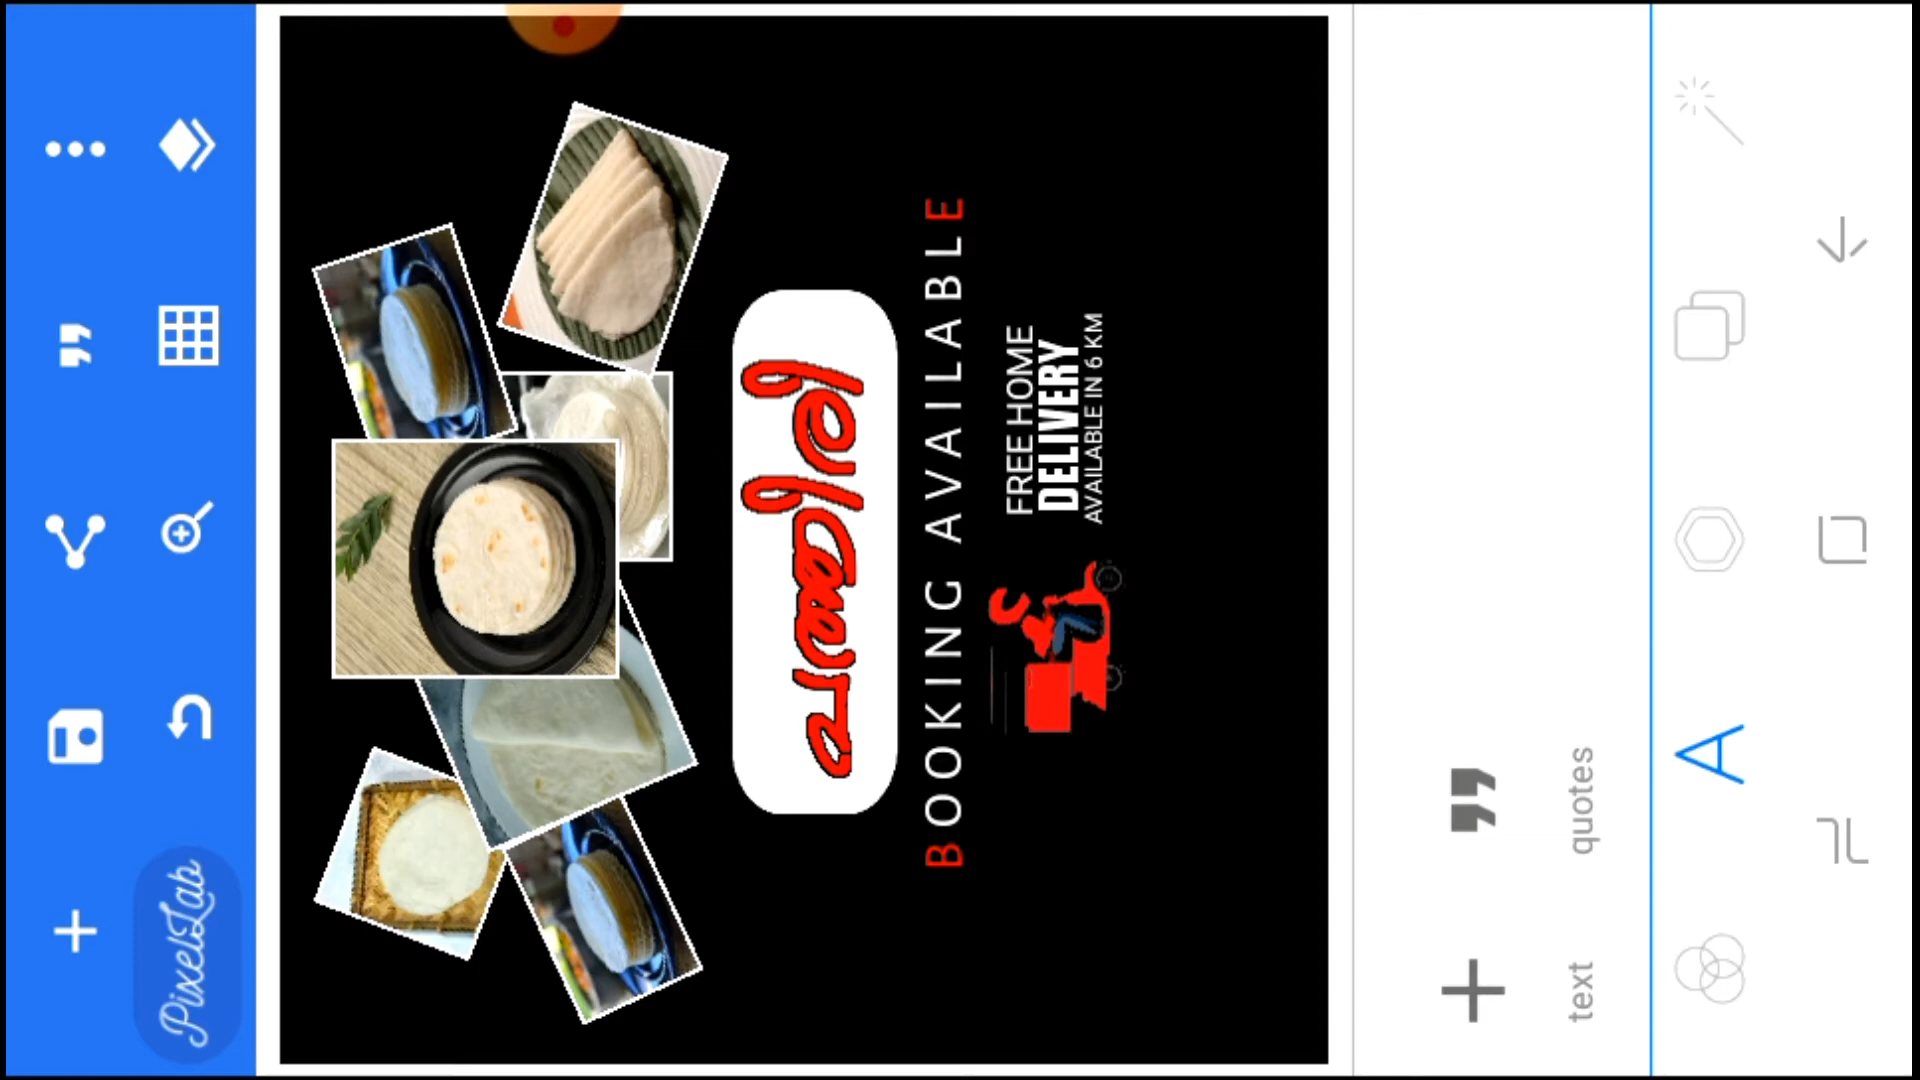 PixelLab
BOOKING AVAILABLE
FREE HOME
DELIVERY
AVAILABLE IN 6 KM
text quotes